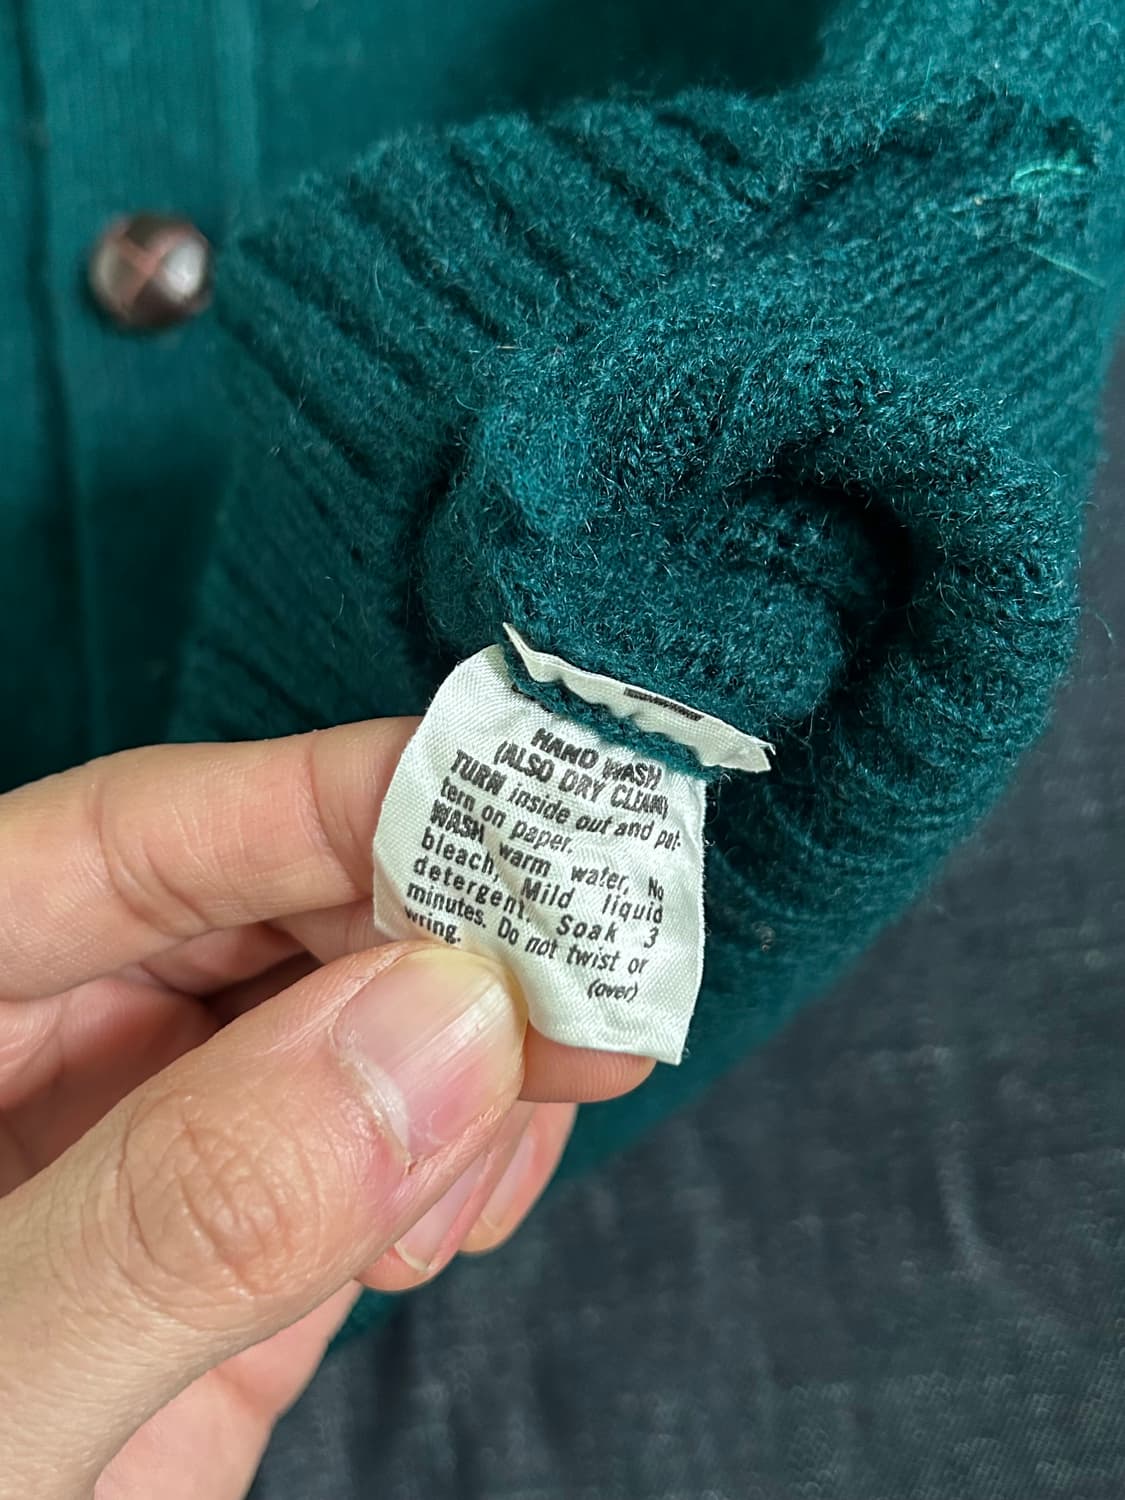 HAND WASH
(ALSO DRY CLEAN)
TURN inside out and pat-
tern on paper.
WASH warm water, No
bleach, Mild liquid
detergent. Soak 3
minutes. Do not twist or
wring.
(over)